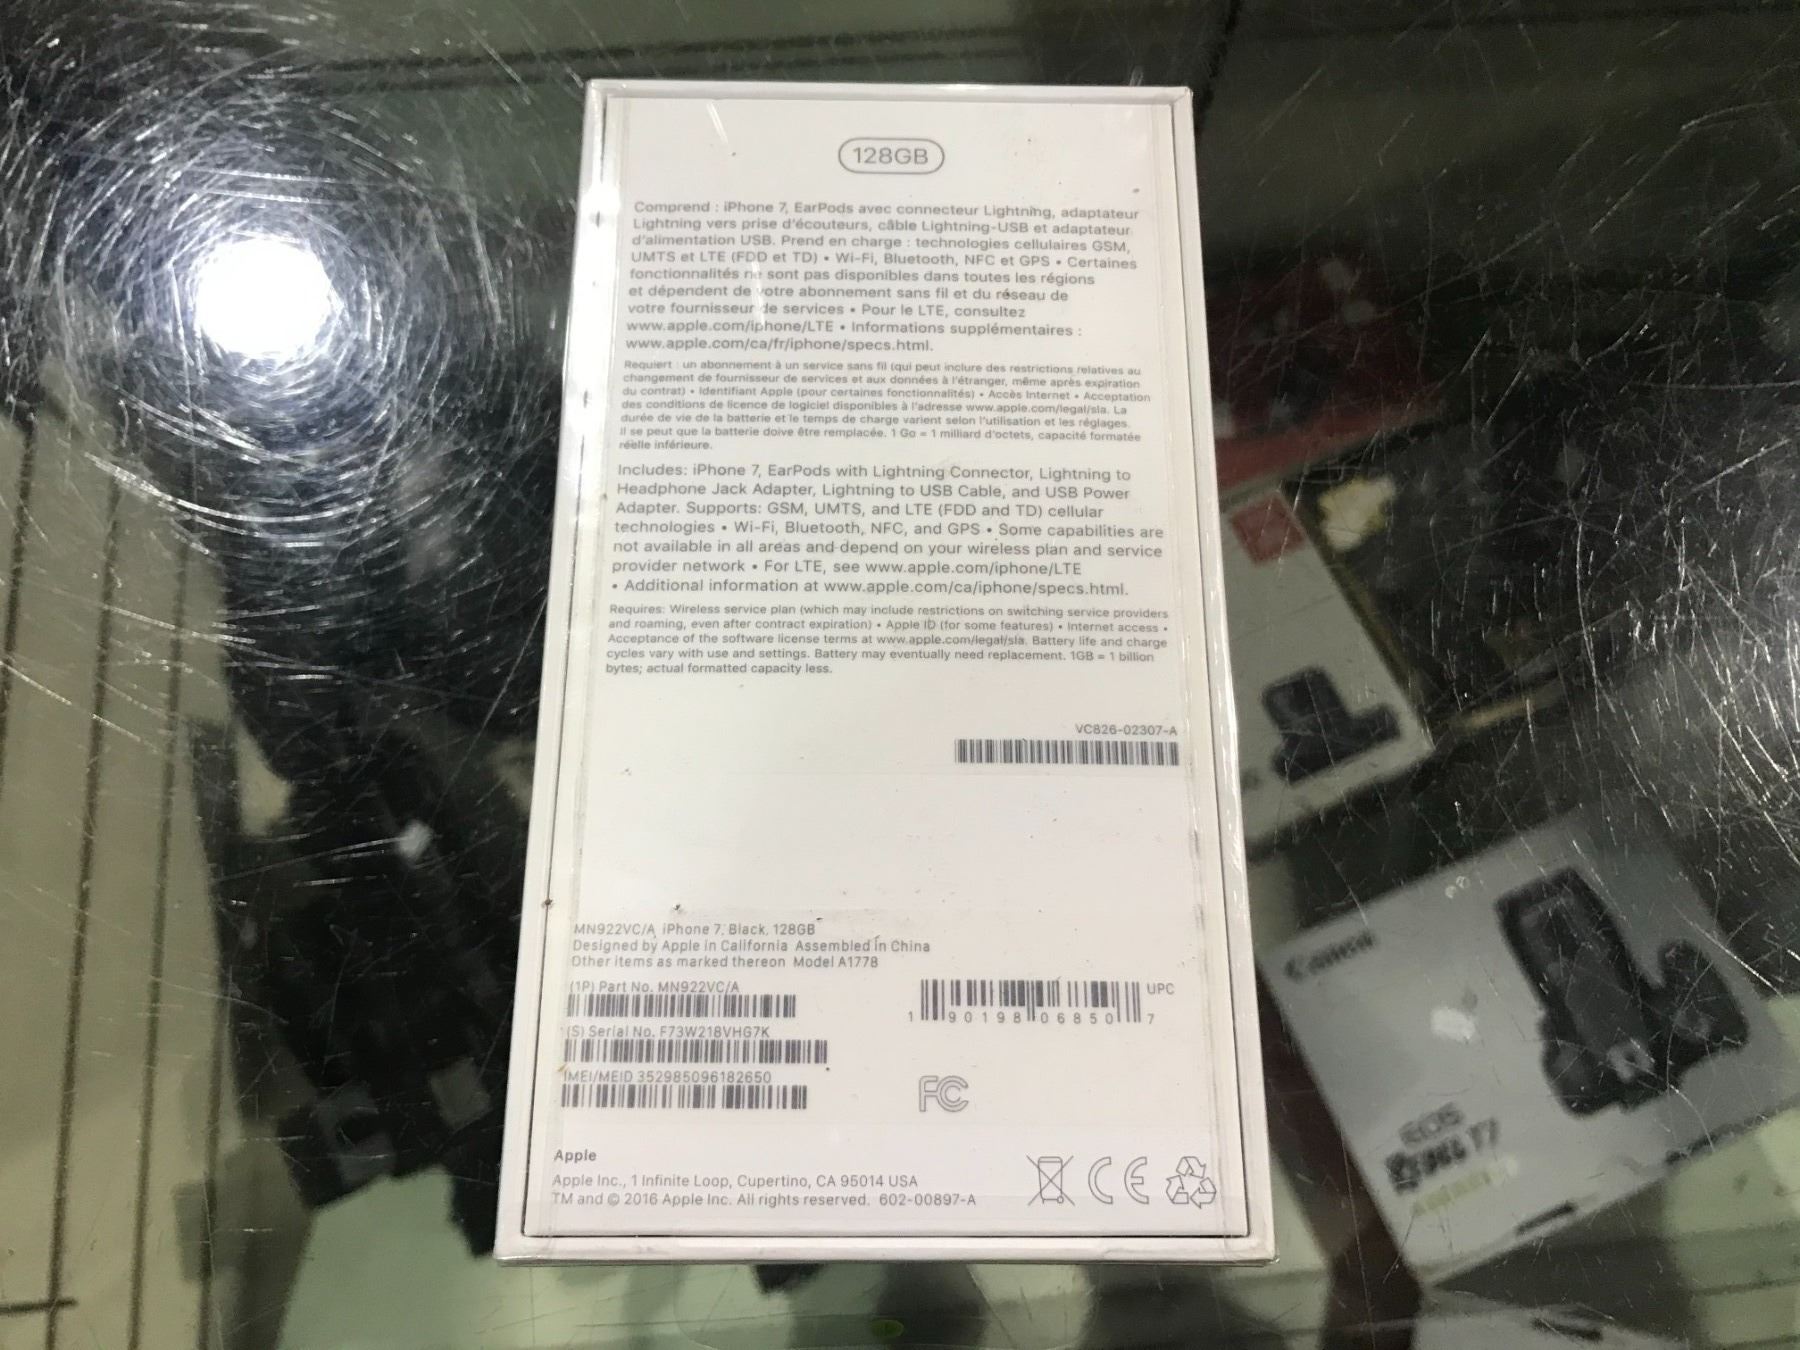 128GB
Comprend : iPhone 7, EarPods avec connecteur Lightning, adaptateur
Lightning vers prise d'écouteurs, câble Lightning-USB et adaptateur
d'alimentation USB. Prend en charge : technologies cellulaires GSM,
UMTS et LTE (FDD et TD) • Wi-Fi, Bluetooth, NFC et GPS • Certaines
fonctionnalités ne sont pas disponibles dans toutes les régions
et dépendent de votre abonnement sans fil et du réseau de
votre fournisseur de services • Pour le LTE, consultez
www.apple.com/iphone/LTE • Informations supplémentaires :
www.apple.com/ca/fr/iphone/specs.html.
Requiert : un abonnement à un service sans fil (qui peut inclure des restrictions relatives au
changement de fournisseur de services et aux données à l'étranger, même après expiration
du contrat) • Identifiant Apple (pour certaines fonctionnalités) • Accès Internet • Acceptation
des conditions de licence de logiciel disponibles à l'adresse www.apple.com/legal/sla. La
durée de vie de la batterie et le temps de charge varient selon l'utilisation et les réglages.
Il se peut que la batterie doive être remplacée. 1 Go = 1 milliard d'octets, capacité formatée
réelle inférieure.
Includes: iPhone 7, EarPods with Lightning Connector, Lightning to
Headphone Jack Adapter, Lightning to USB Cable, and USB Power
Adapter. Supports: GSM, UMTS, and LTE (FDD and TD) cellular
technologies • Wi-Fi, Bluetooth, NFC, and GPS • Some capabilities are
not available in all areas and depend on your wireless plan and service
provider network • For LTE, see www.apple.com/iphone/LTE
• Additional information at www.apple.com/ca/iphone/specs.html.
Requires: Wireless service plan (which may include restrictions on switching service providers
and roaming, even after contract expiration) • Apple ID (for some features) • Internet access •
Acceptance of the software license terms at www.apple.com/legal/sla. Battery life and charge
cycles vary with use and settings. Battery may eventually need replacement. 1GB = 1 billion
bytes; actual formatted capacity less.
VC826-02307-A
MN922VC/A iPhone 7, Black, 128GB
Designed by Apple in California Assembled in China
Other items as marked thereon Model A1778
(1P) Part No. MN922VC/A
(S) Serial No. F73W218VHG7K
IMEI/MEID 352985096182650
UPC
1 90198 06850 7
FC
Apple
Apple Inc., 1 Infinite Loop, Cupertino, CA 95014 USA
TM and © 2016 Apple Inc. All rights reserved. 602-00897-A
CE
Canon
EOS
Rebel T7